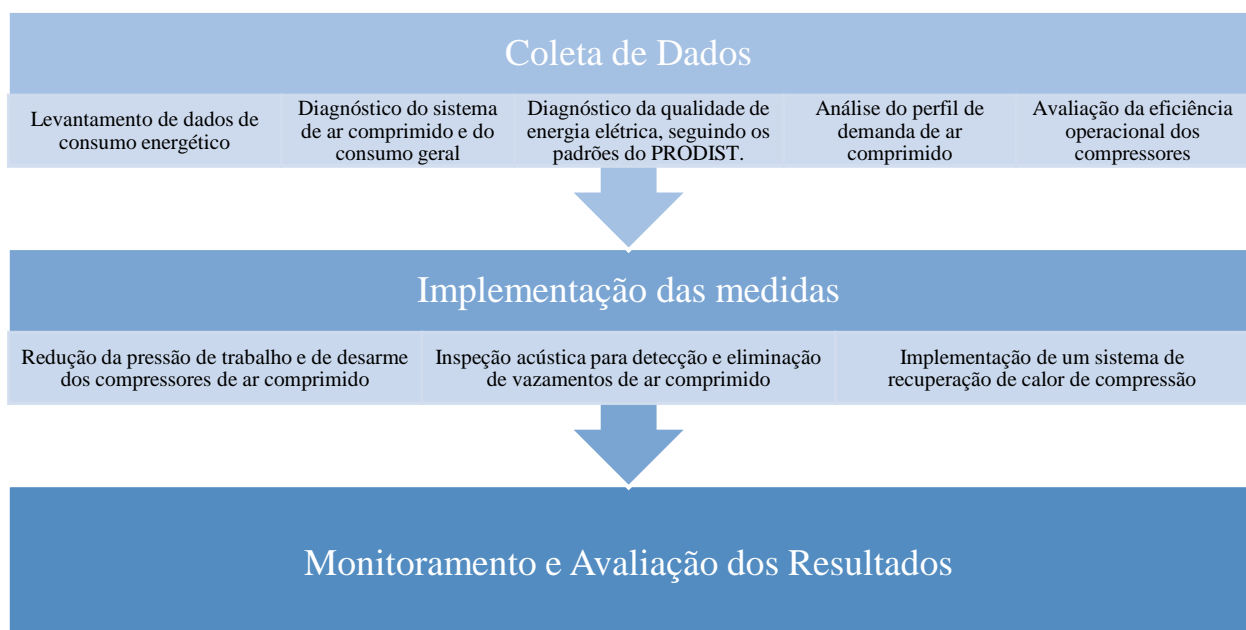 Coleta de Dados
Levantamento de dados de
consumo energético
Diagnóstico do sistema
de ar comprimido e do
consumo geral
Diagnóstico da qualidade de
energia elétrica, seguindo os
padrões do PRODIST.
Análise do perfil de
demanda de ar
comprimido
Avaliação da eficiência
operacional dos
compressores
Implementação das medidas
Redução da pressão de trabalho e de desarme
dos compressores de ar comprimido
Inspeção acústica para detecção e eliminação
de vazamentos de ar comprimido
Implementação de um sistema de
recuperação de calor de compressão
Monitoramento e Avaliação dos Resultados